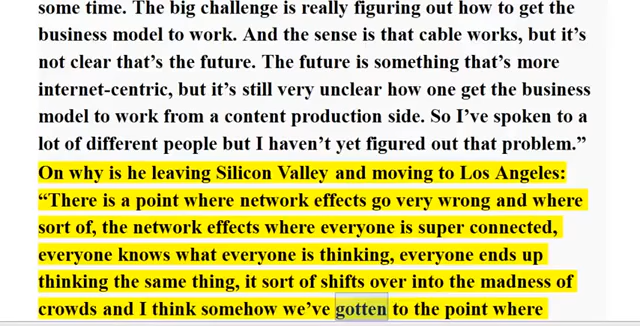 some time. The big challenge is really figuring out how to get the
business model to work. And the sense is that cable works, but it’s
not clear that’s the future. The future is something that’s more
internet-centric, but it’s still very unclear how one get the business
model to work from a content production side. So I’ve spoken to a
lot of different people but I haven’t yet figured out that problem.”
On why is he leaving Silicon Valley and moving to Los Angeles:
“There is a point where network effects go very wrong and where
sort of, the network effects where everyone is super connected,
everyone knows what everyone is thinking, everyone ends up
thinking the same thing, it sort of shifts over into the madness of
crowds and I think somehow we’ve gotten to the point where